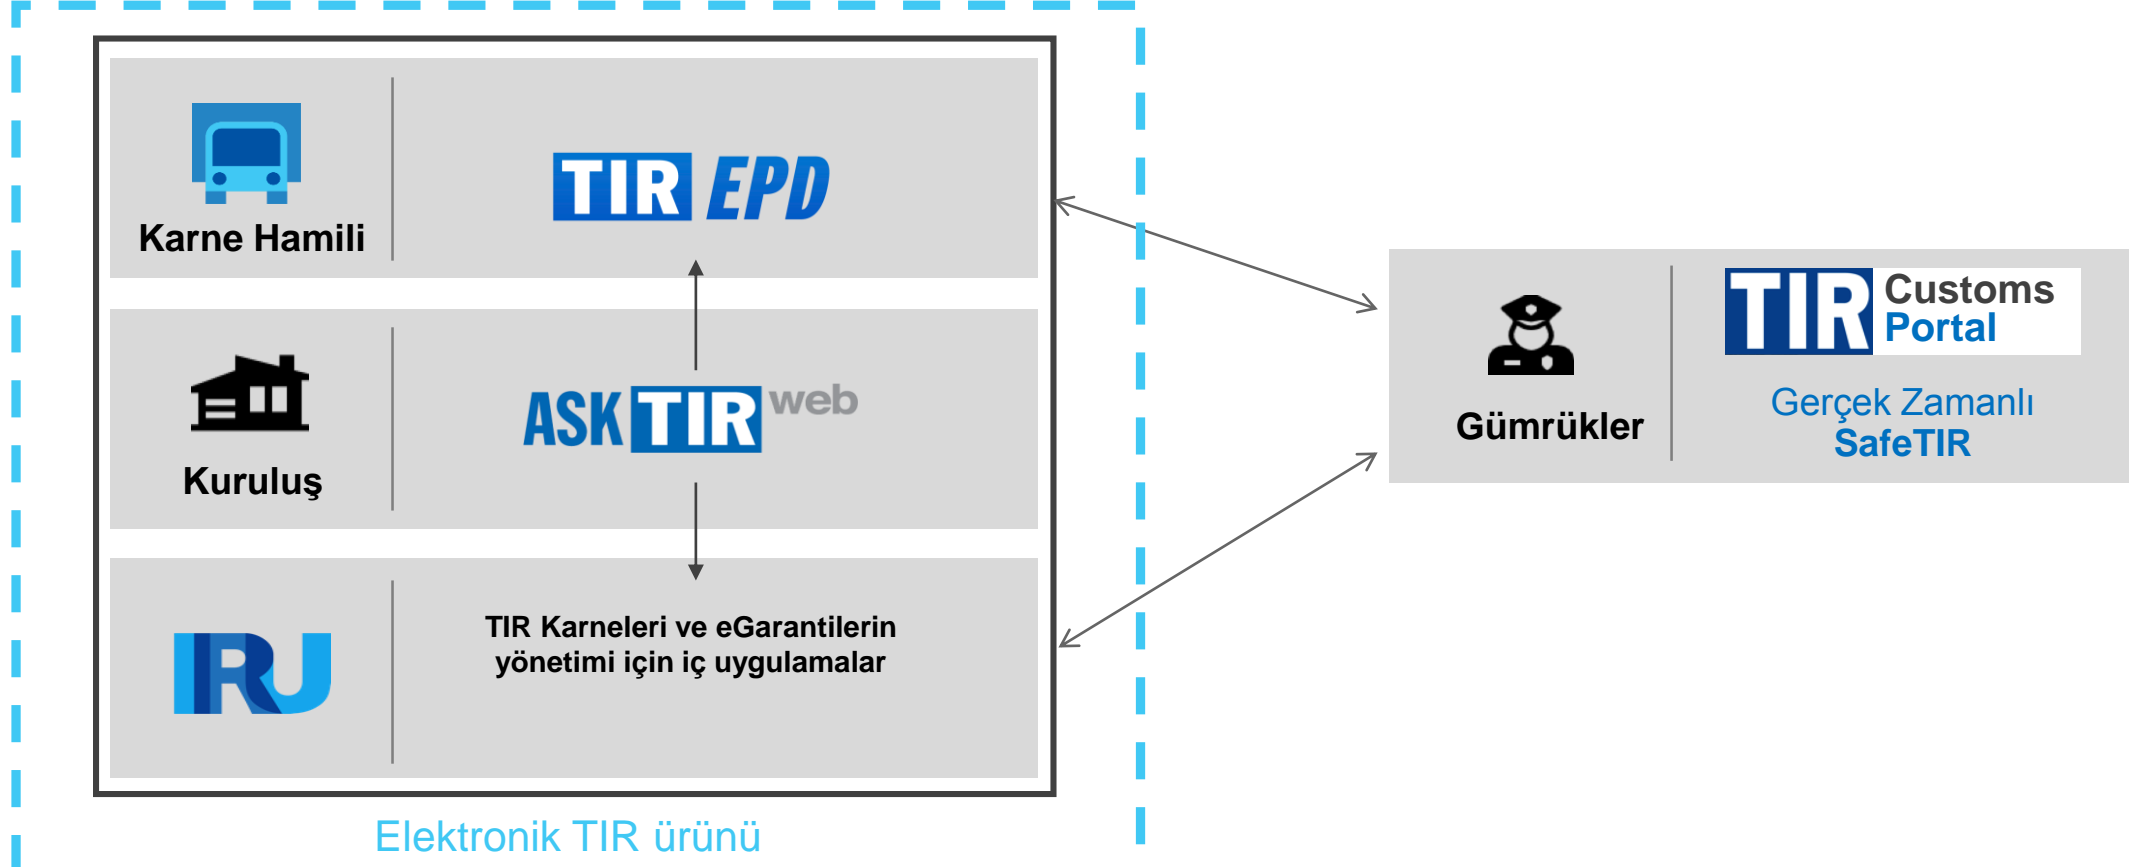 TIR EPD
Karne Hamili
ASK TIR web
Kuruluş
IRU
TIR Karneleri ve eGarantilerin
yönetimi için iç uygulamalar
Elektronik TIR ürünü
TIR Customs
Portal
Gümrükler
Gerçek Zamanlı
SafeTIR